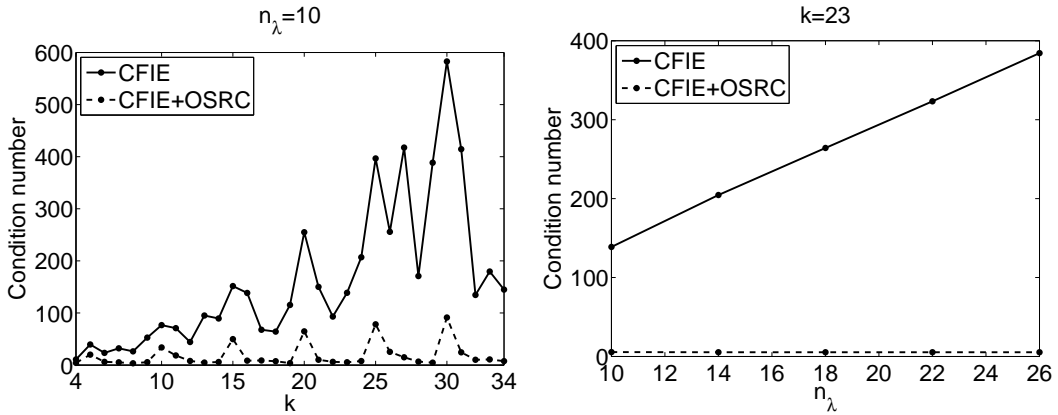 n_λ=10
Condition number
600
500
400
300
200
100
0
CFIE
CFIE+OSRC
4 10 15 20 25 30 34
k
k=23
Condition number
400
300
200
100
0
CFIE
CFIE+OSRC
10 12 14 16 18 20 22 24 26
n_λ